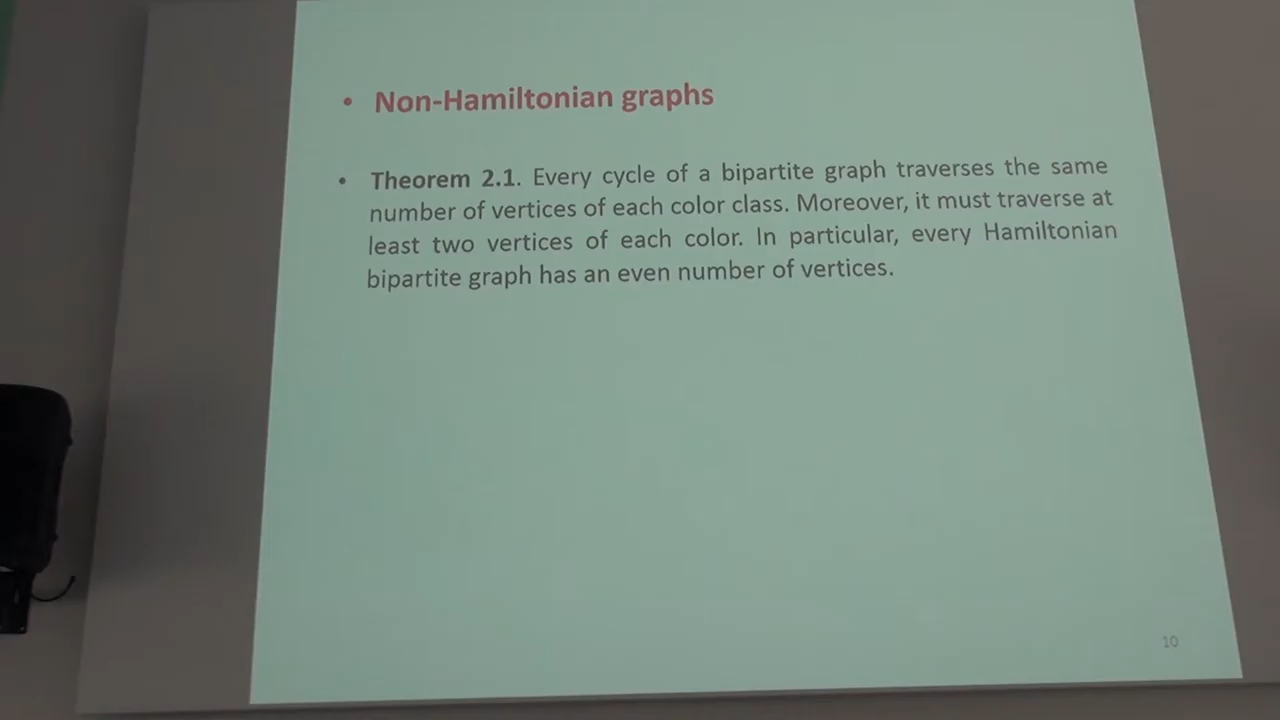 • Non-Hamiltonian graphs
• Theorem 2.1. Every cycle of a bipartite graph traverses the same
number of vertices of each color class. Moreover, it must traverse at
least two vertices of each color. In particular, every Hamiltonian
bipartite graph has an even number of vertices.
10